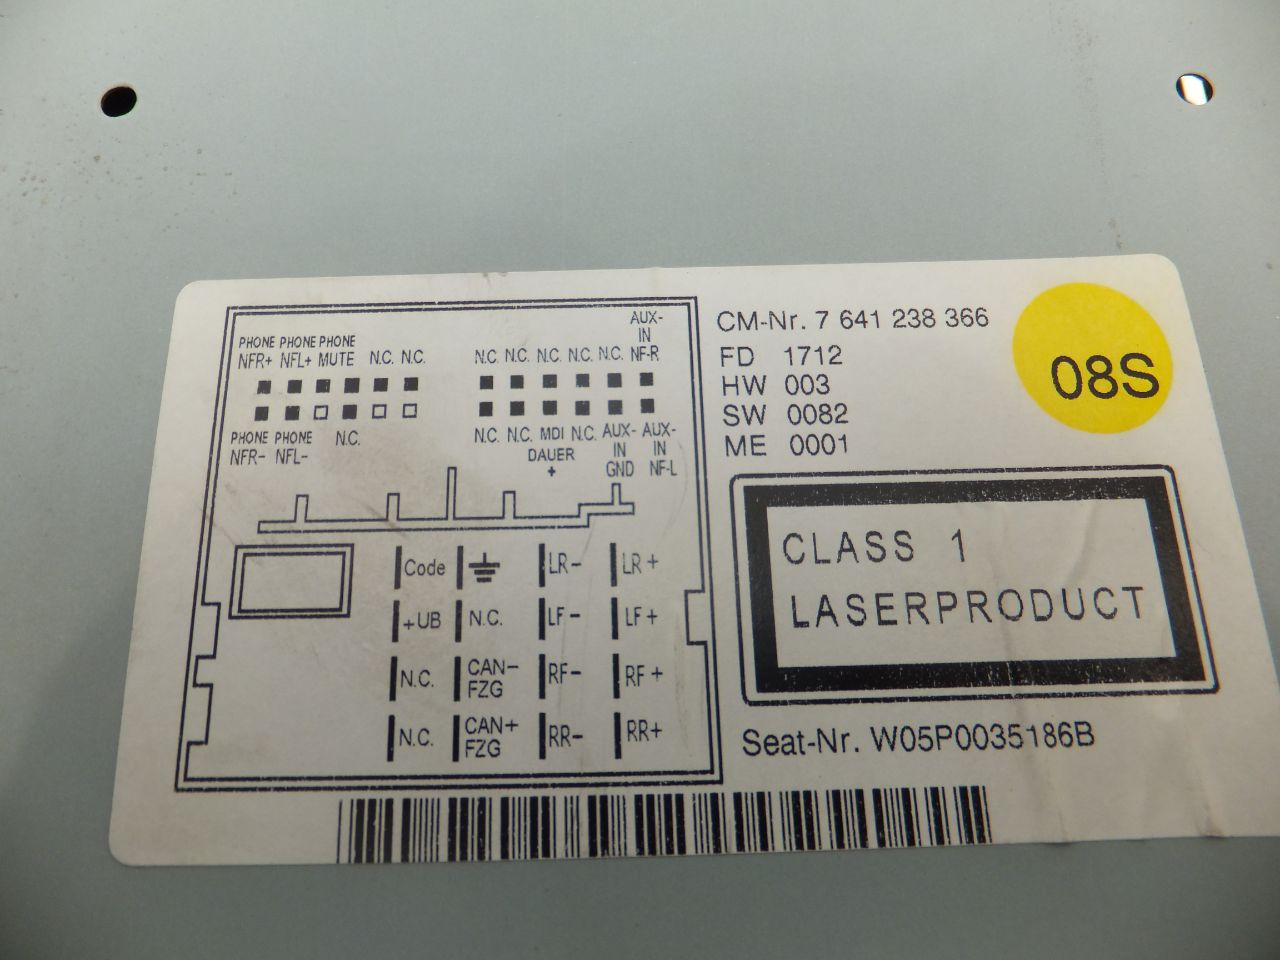 PHONE PHONE PHONE
NFR+ NFL+ MUTE N.C. N.C.
AUX-
IN
N.C. N.C. N.C. N.C. N.C. NF-R
PHONE PHONE N.C.
NFR- NFL-
N.C. N.C. MDI N.C. AUX- AUX-
DAUER IN IN
+ GND NF-L
Code LR- LR+
+UB N.C. LF- LF+
N.C. CAN- RF- RF+
FZG
N.C. CAN+ RR- RR+
FZG
CM-Nr. 7 641 238 366
FD 1712
HW 003
SW 0082
ME 0001
08S
CLASS 1
LASERPRODUCT
Seat-Nr. W05P0035186B